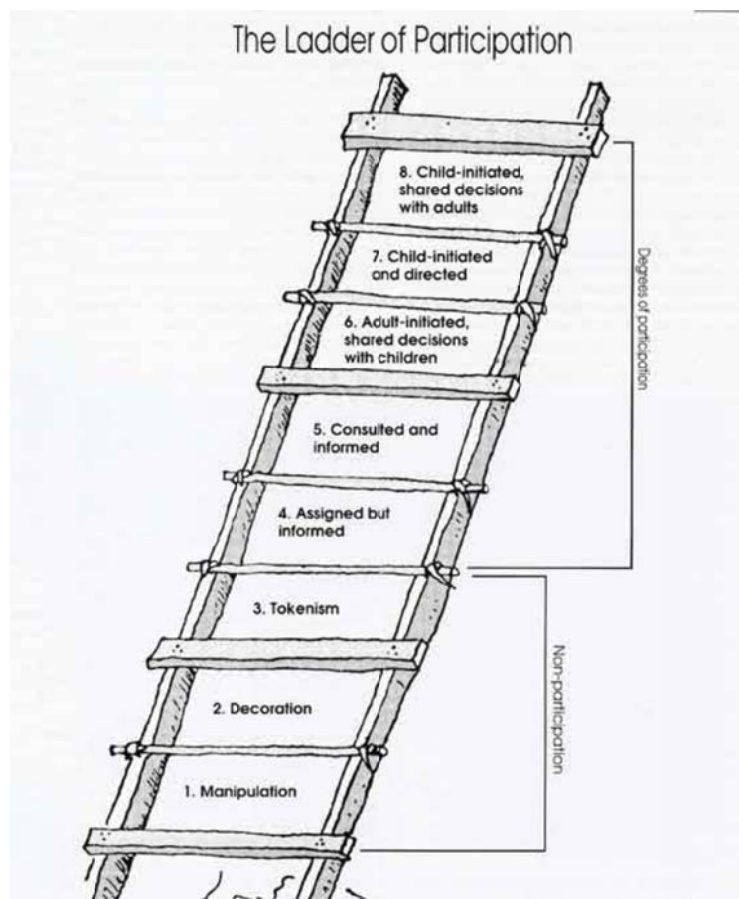 The Ladder of Participation
8. Child-initiated,
shared decisions
with adults
7. Child-initiated
and directed
6. Adult-initiated,
shared decisions
with children
5. Consulted and
informed
4. Assigned but
informed
3. Tokenism
2. Decoration
1. Manipulation
Degrees of participation
Non-participation